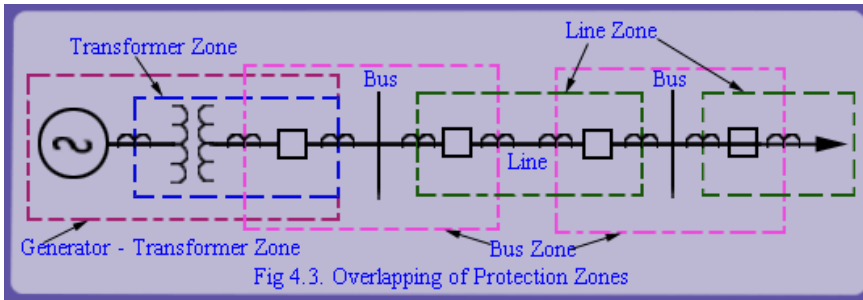 Line Zone
Transformer Zone
Bus
Bus
Line
Generator - Transformer Zone
Bus Zone
Fig 4.3. Overlapping of Protection Zones